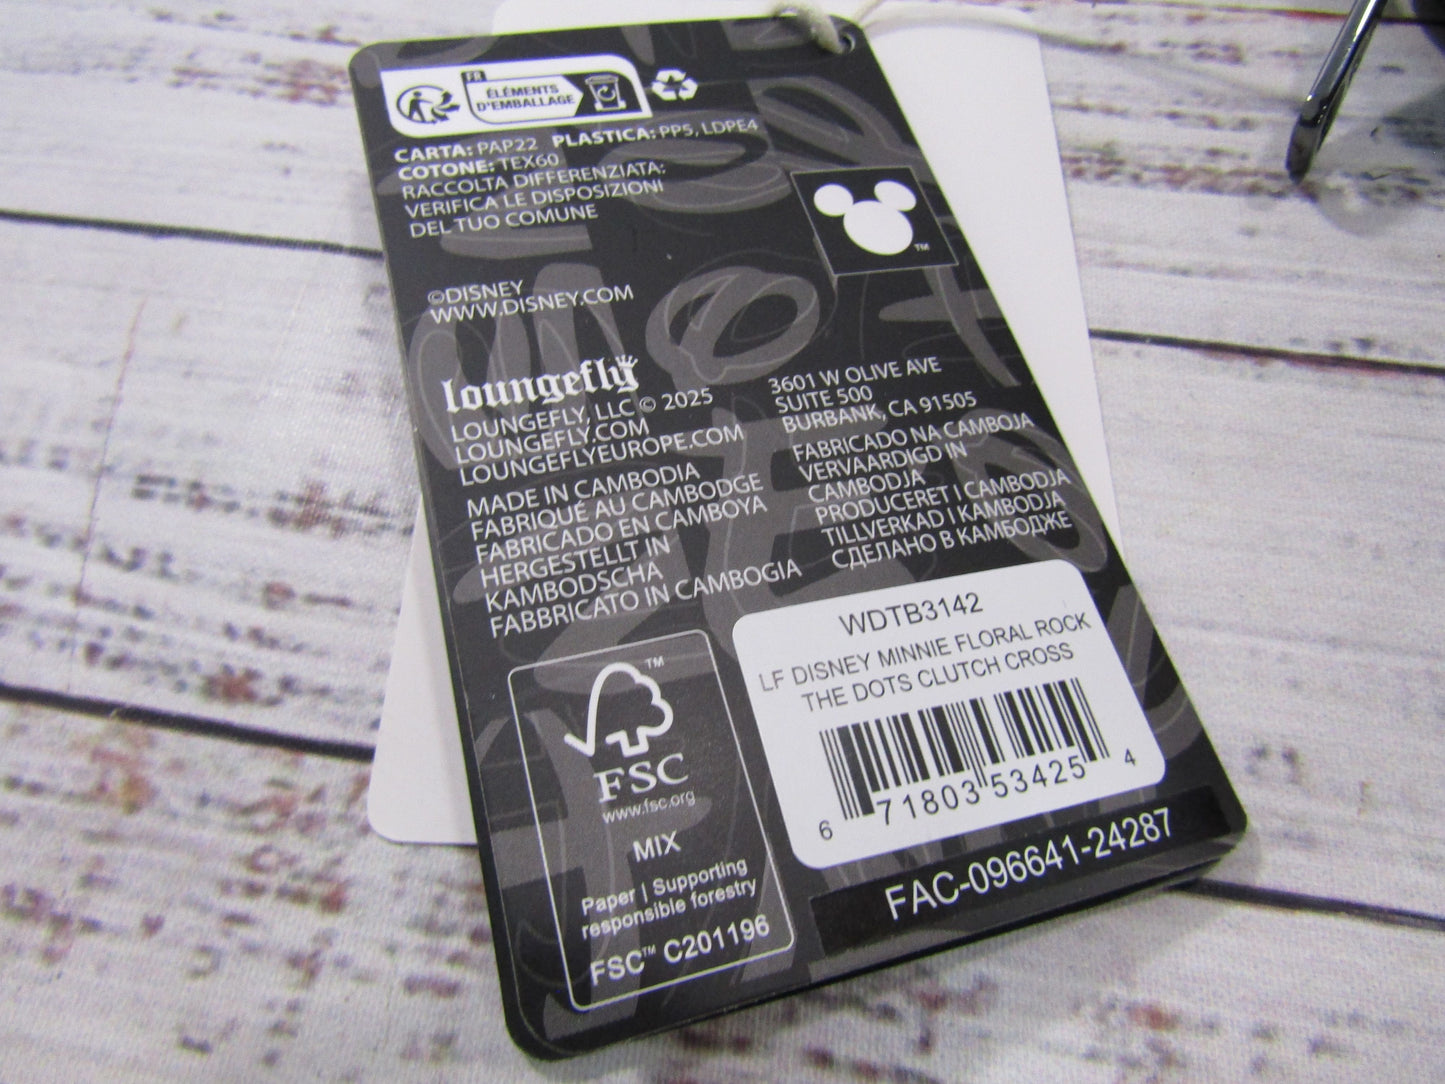 FR
ÉLÉMENTS
D'EMBALLAGE
CARTA: PAP22 PLASTICA: PP5, LDPE4
COTONE: TEX60
RACCOLTA DIFFERENZIATA:
VERIFICA LE DISPOSIZIONI
DEL TUO COMUNE
TM
©DISNEY
WWW.DISNEY.COM
loungefly
LOUNGEFLY, LLC © 2025
LOUNGEFLY.COM
LOUNGEFLYEUROPE.COM
3601 W OLIVE AVE
SUITE 500
BURBANK, CA 91505
MADE IN CAMBODIA
FABRIQUÉ AU CAMBODGE
FABRICADO EN CAMBOYA
HERGESTELLT IN
KAMBODSCHA
FABBRICATO IN CAMBOGIA
FABRICADO NA CAMBOJA
VERVAARDIGD IN
CAMBODJA
PRODUCERET I CAMBODJA
TILLVERKAD I KAMBODJA
СДЕЛАНО В КАМБОДЖЕ
TM
FSC
www.fsc.org
MIX
Paper | Supporting
responsible forestry
FSC™ C201196
WDTB3142
LF DISNEY MINNIE FLORAL ROCK
THE DOTS CLUTCH CROSS
6 71803 53425 4
FAC-096641-24287